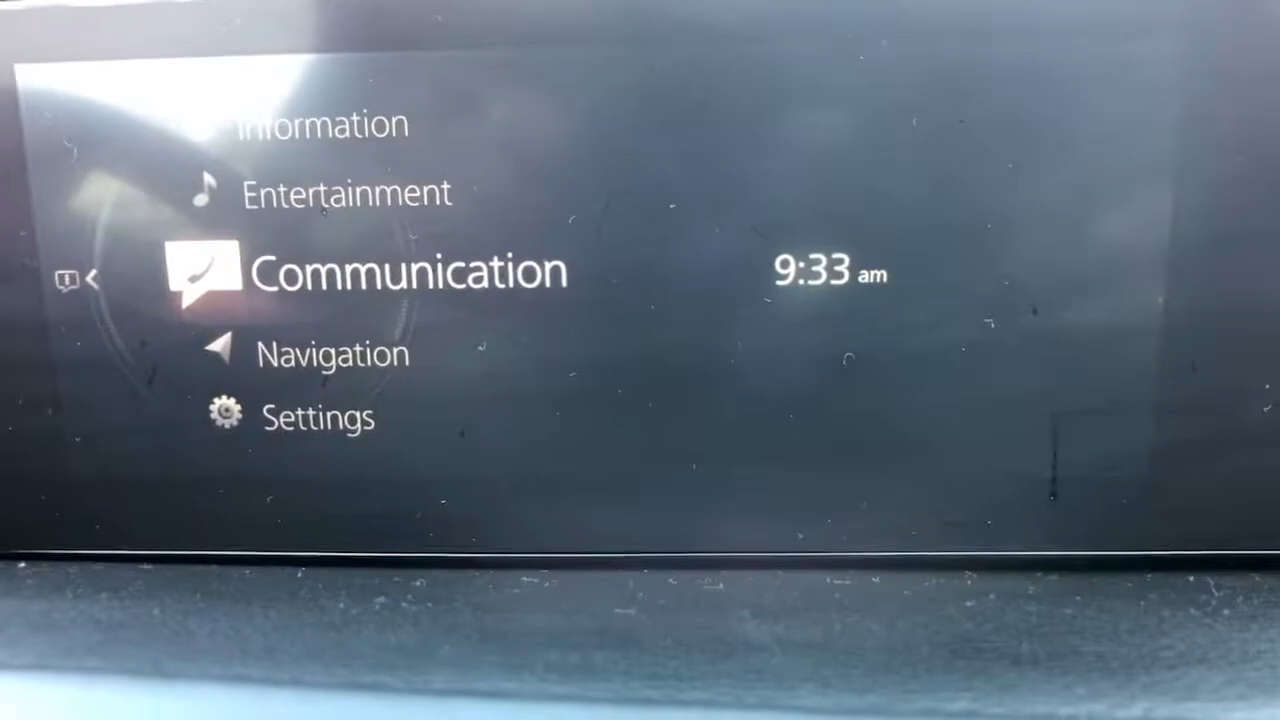 Information
Entertainment
Communication
9:33 am
Navigation
Settings